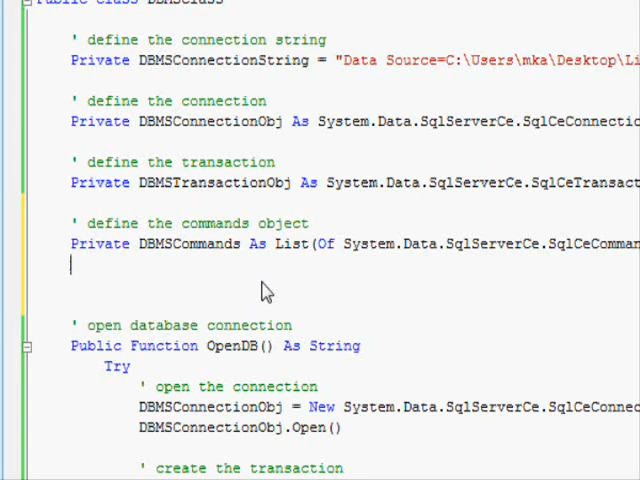 Public class DBMSClass
' define the connection string
Private DBMSConnectionString = "Data Source=C:\Users\mka\Desktop\Li
' define the connection
Private DBMSConnectionObj As System.Data.SqlServerCe.SqlCeConnectio
' define the transaction
Private DBMSTransactionObj As System.Data.SqlServerCe.SqlCeTransact
' define the commands object
Private DBMSCommands As List(Of System.Data.SqlServerCe.SqlCeComman
' open database connection
Public Function OpenDB() As String
Try
' open the connection
DBMSConnectionObj = New System.Data.SqlServerCe.SqlCeConnec
DBMSConnectionObj.Open()
' create the transaction